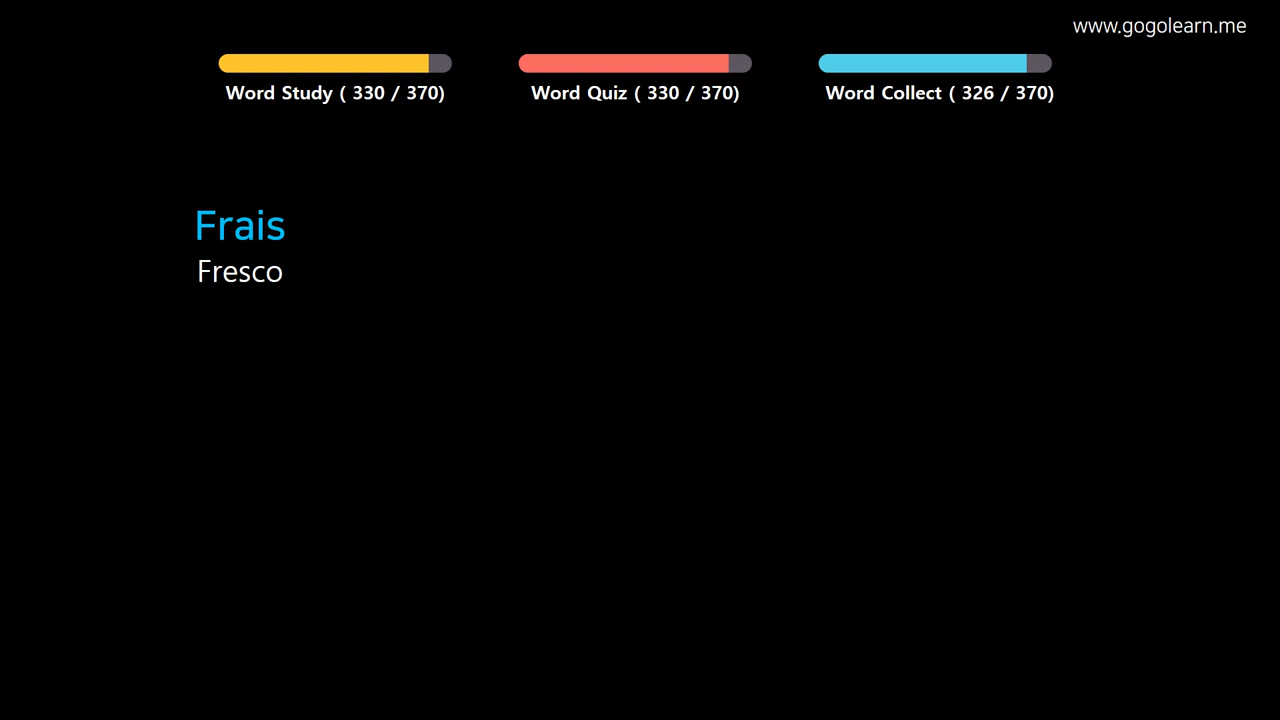 www.gogolearn.me
Word Study ( 330 / 370)
Word Quiz ( 330 / 370)
Word Collect ( 326 / 370)
Frais
Fresco